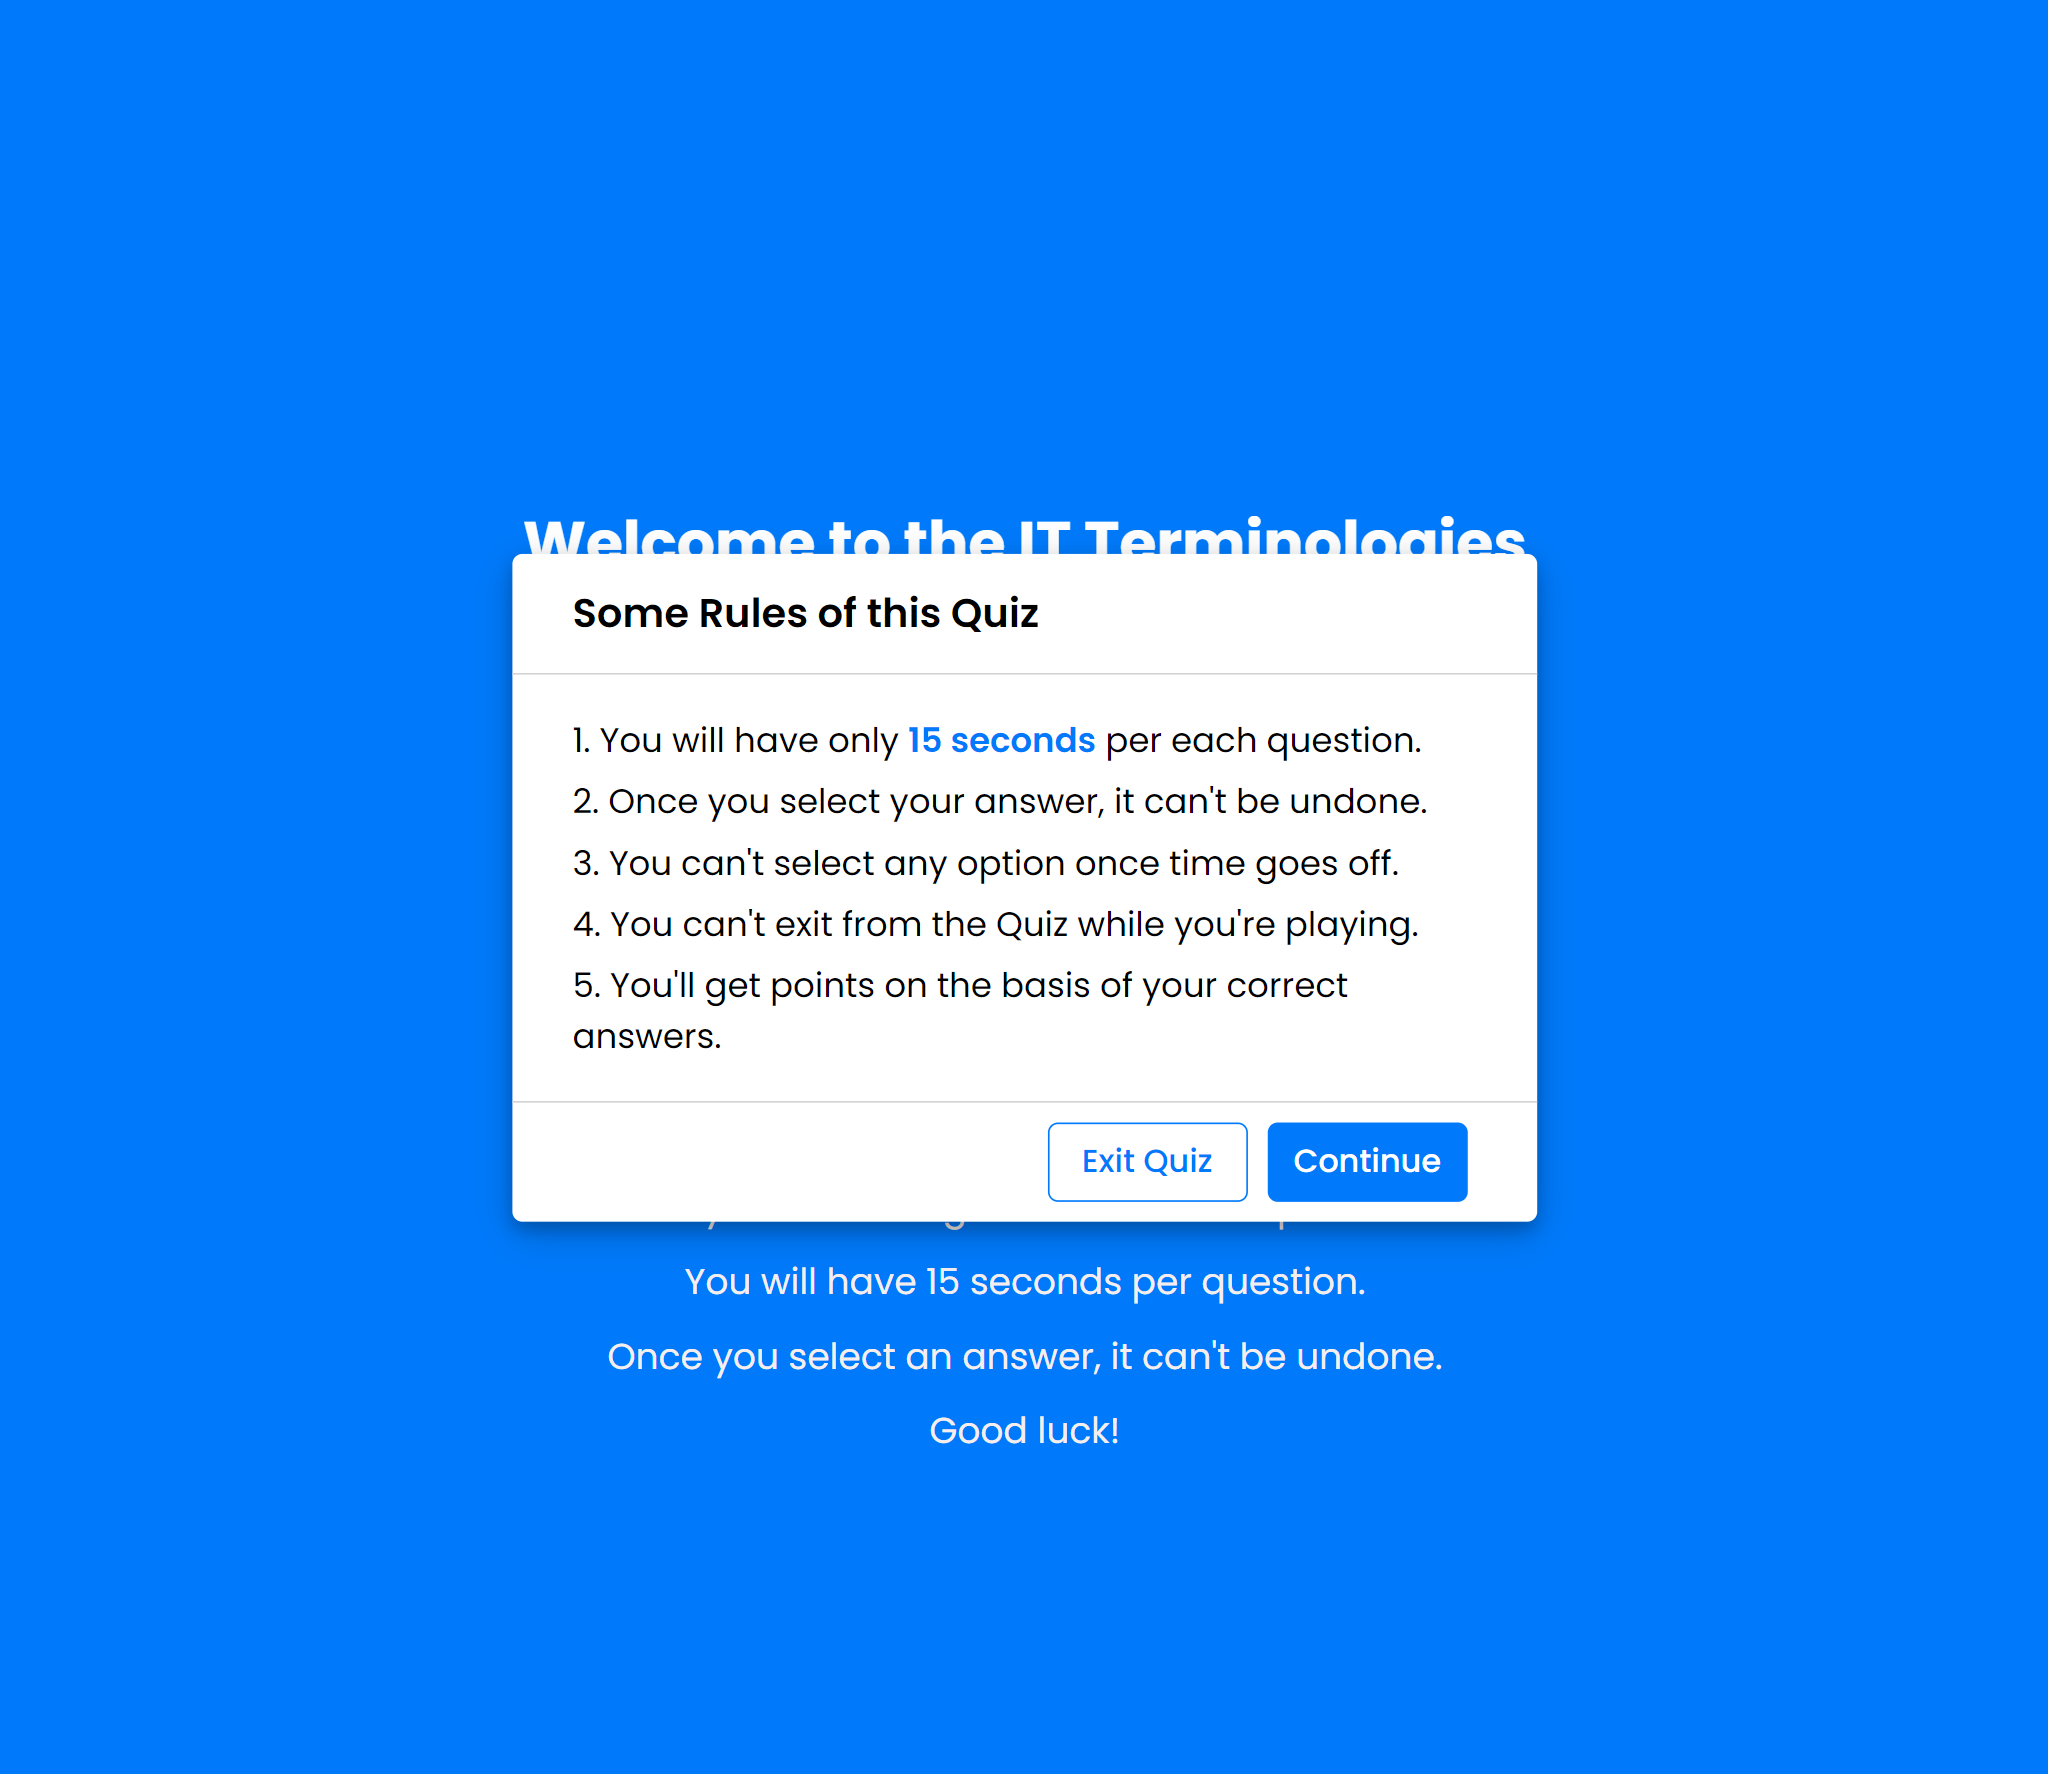 Welcome to the IT Terminologies
Some Rules of this Quiz
1. You will have only 15 seconds per each question.
2. Once you select your answer, it can't be undone.
3. You can't select any option once time goes off.
4. You can't exit from the Quiz while you're playing.
5. You'll get points on the basis of your correct
answers.
Exit Quiz
Continue
You will have 15 seconds per question.
Once you select an answer, it can't be undone.
Good luck!